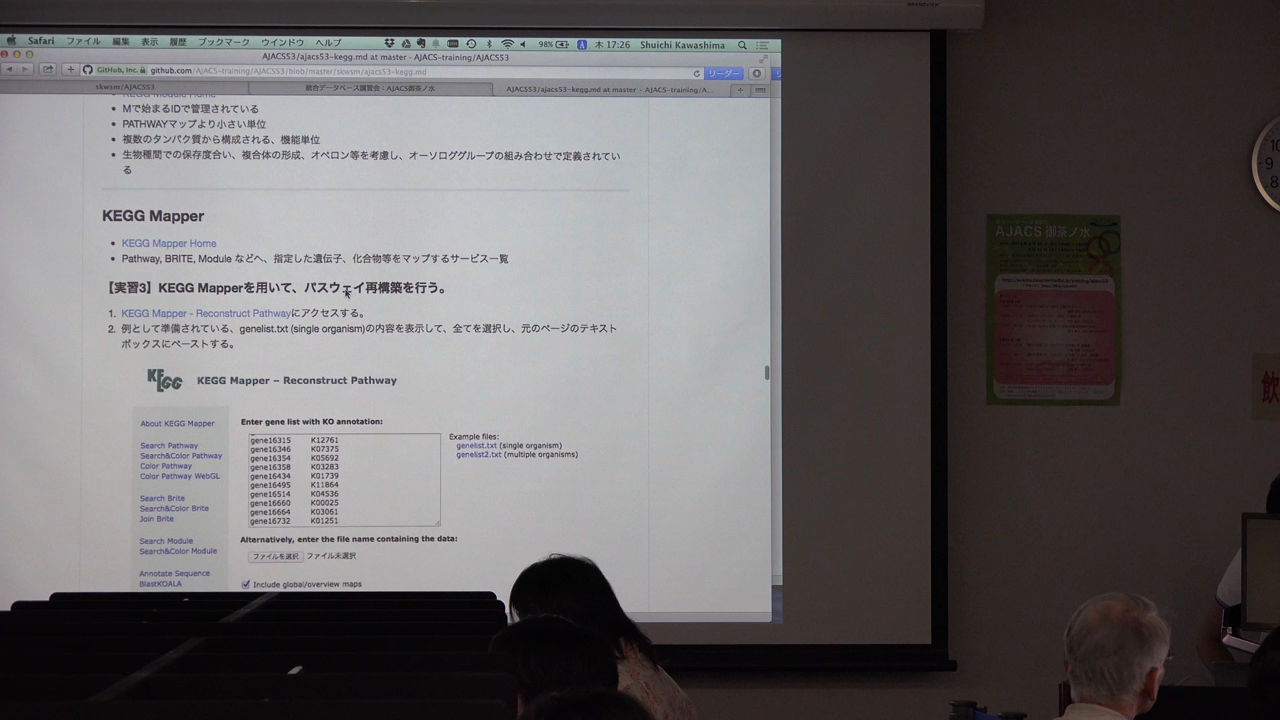 Safari ファイル 編集 表示 履歴 ブックマーク ウインドウ ヘルプ 98% A 木 17:26 Shuichi Kawashima
AJACS53/ajacs53-kegg.md at master - AJACS-training/AJACS53
GitHub, Inc. github.com/AJACS-training/AJACS53/blob/master/skwsm/ajacs53-kegg.md リーダー
skwsm/AJACS53 統合データベース講習会：AJACS御茶ノ水 AJACS53/ajacs53-kegg.md at master - AJACS-training/A...
KEGG Module Home
• Mで始まるIDで管理されている
• PATHWAYマップより小さい単位
• 複数のタンパク質から構成される、機能単位
• 生物種間での保存度合い、複合体の形成、オペロン等を考慮し、オーソロググループの組み合わせで定義されてい
る
KEGG Mapper
• KEGG Mapper Home
• Pathway, BRITE, Module などへ、指定した遺伝子、化合物等をマップするサービス一覧
【実習3】KEGG Mapperを用いて、パスウェイ再構築を行う。
1. KEGG Mapper - Reconstruct Pathwayにアクセスする。
2. 例として準備されている、genelist.txt (single organism)の内容を表示して、全てを選択し、元のページのテキスト
ボックスにペーストする。
KEGG KEGG Mapper – Reconstruct Pathway
About KEGG Mapper
Search Pathway
Search&Color Pathway
Color Pathway
Color Pathway WebGL
Search Brite
Search&Color Brite
Join Brite
Search Module
Search&Color Module
Annotate Sequence
BlastKOALA
Enter gene list with KO annotation:
gene16315 K12761
gene16346 K07375
gene16354 K05692
gene16358 K03283
gene16434 K01739
gene16495 K11864
gene16514 K04536
gene16660 K00025
gene16664 K03061
gene16732 K01251
Example files:
genelist.txt (single organism)
genelist2.txt (multiple organisms)
Alternatively, enter the file name containing the data:
ファイルを選択 ファイル未選択
Include global/overview maps
AJACS 御茶ノ水
10
9
8
飲